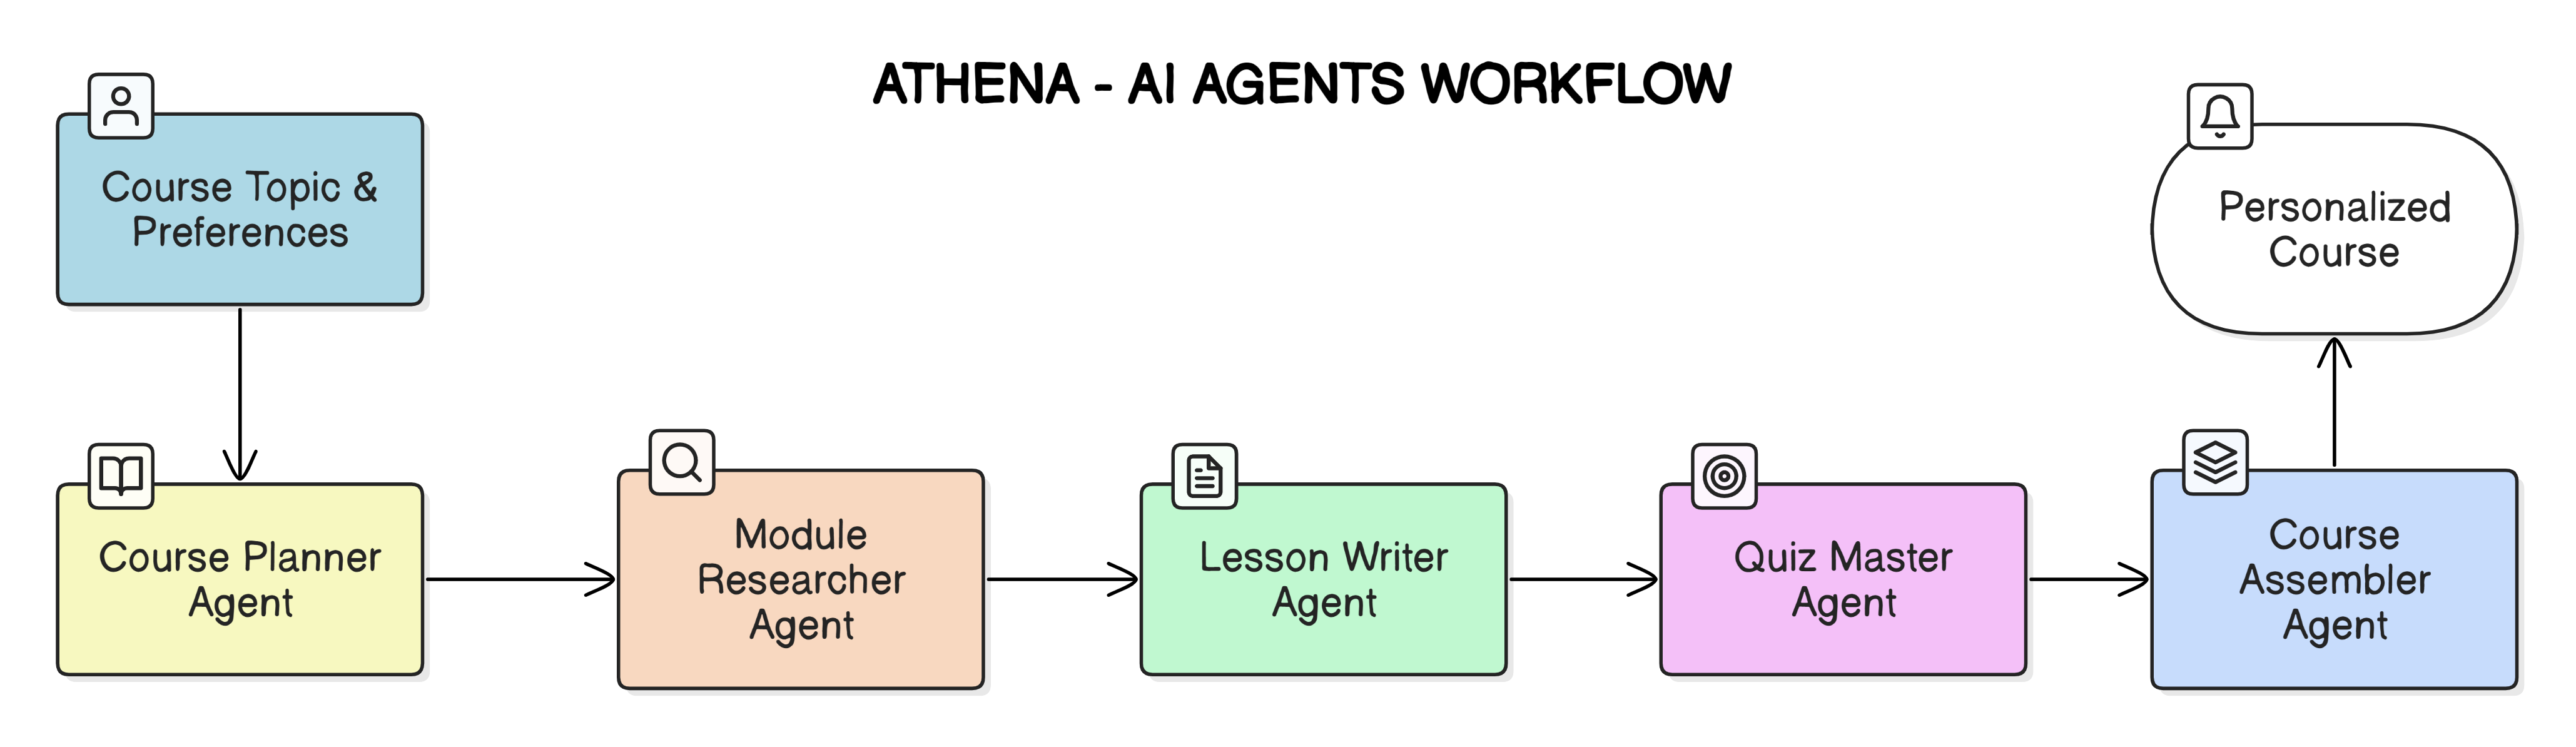 ATHENA - AI AGENTS WORKFLOW
Course Topic &
Preferences
Personalized
Course
Course Planner
Agent
Module
Researcher
Agent
Lesson Writer
Agent
Quiz Master
Agent
Course
Assembler
Agent